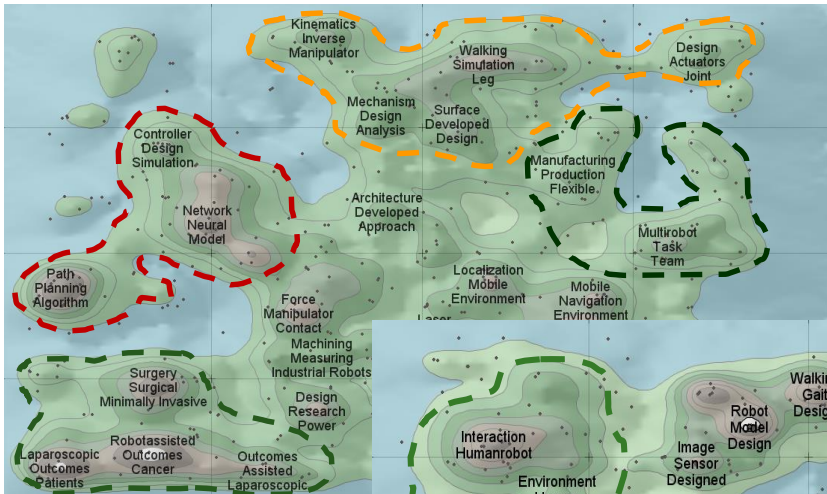 Kinematics
Inverse
Manipulator
Walking
Simulation
Leg
Design
Actuators
Joint
Mechanism
Design
Analysis
Surface
Developed
Design
Controller
Design
Simulation
Manufacturing
Production
Flexible
Architecture
Developed
Approach
Network
Neural
Model
Multirobot
Task
Team
Path
Planning
Algorithm
Localization
Mobile
Environment
Mobile
Navigation
Environment
Force
Manipulator
Contact
Laser
Machining
Measuring
Industrial Robots
Surgery
Surgical
Minimally Invasive
Design
Research
Power
Robotassisted
Outcomes
Cancer
Laparoscopic
Outcomes
Patients
Outcomes
Assisted
Laparoscopic
Interaction
Humanrobot
Environment
Robot
Model
Design
Image
Sensor
Designed